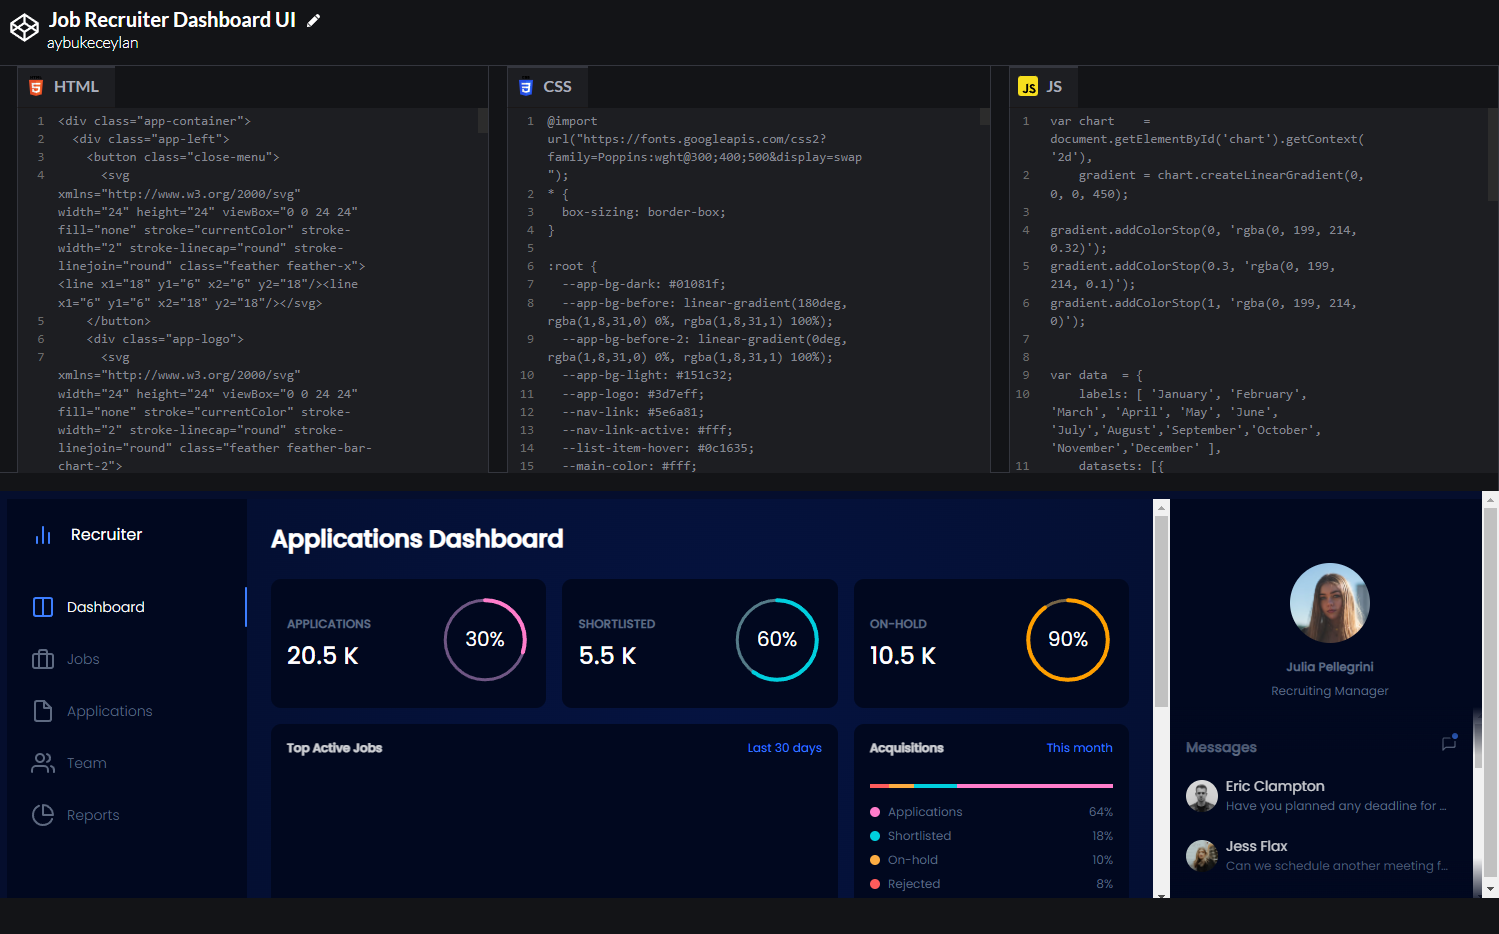 Job Recruiter Dashboard UI
aybukeceylan
HTML
1 <div class="app-container">
2 <div class="app-left">
3 <button class="close-menu">
4 <svg
xmlns="http://www.w3.org/2000/svg"
width="24" height="24" viewBox="0 0 24 24"
fill="none" stroke="currentColor" stroke-
width="2" stroke-linecap="round" stroke-
linejoin="round" class="feather feather-x">
<line x1="18" y1="6" x2="6" y2="18"/><line
x1="6" y1="6" x2="18" y2="18"/></svg>
5 </button>
6 <div class="app-logo">
7 <svg
xmlns="http://www.w3.org/2000/svg"
width="24" height="24" viewBox="0 0 24 24"
fill="none" stroke="currentColor" stroke-
width="2" stroke-linecap="round" stroke-
linejoin="round" class="feather feather-bar-
chart-2">
CSS
1 @import
url("https://fonts.googleapis.com/css2?
family=Poppins:wght@300;400;500&display=swap
");
2 * {
3 box-sizing: border-box;
4 }
5
6 :root {
7 --app-bg-dark: #01081f;
8 --app-bg-before: linear-gradient(180deg,
rgba(1,8,31,0) 0%, rgba(1,8,31,1) 100%);
9 --app-bg-before-2: linear-gradient(0deg,
rgba(1,8,31,0) 0%, rgba(1,8,31,1) 100%);
10 --app-bg-light: #151c32;
11 --app-logo: #3d7eff;
12 --nav-link: #5e6a81;
13 --nav-link-active: #fff;
14 --list-item-hover: #0c1635;
15 --main-color: #fff;
JS JS
1 var chart =
document.getElementById('chart').getContext(
'2d'),
2 gradient = chart.createLinearGradient(0,
0, 0, 450);
3
4 gradient.addColorStop(0, 'rgba(0, 199, 214,
0.32)');
5 gradient.addColorStop(0.3, 'rgba(0, 199,
214, 0.1)');
6 gradient.addColorStop(1, 'rgba(0, 199, 214,
0)');
7
8
9 var data = {
10 labels: [ 'January', 'February',
'March', 'April', 'May', 'June',
'July','August','September','October',
'November','December' ],
11 datasets: [{
Recruiter
Dashboard
Jobs
Applications
Team
Reports
Applications Dashboard
APPLICATIONS
20.5 K
30%
SHORTLISTED
5.5 K
60%
ON-HOLD
10.5 K
90%
Top Active Jobs
Last 30 days
Acquisitions
This month
Applications 64%
Shortlisted 18%
On-hold 10%
Rejected 8%
Julia Pellegrini
Recruiting Manager
Messages
Eric Clampton
Have you planned any deadline for ...
Jess Flax
Can we schedule another meeting f...